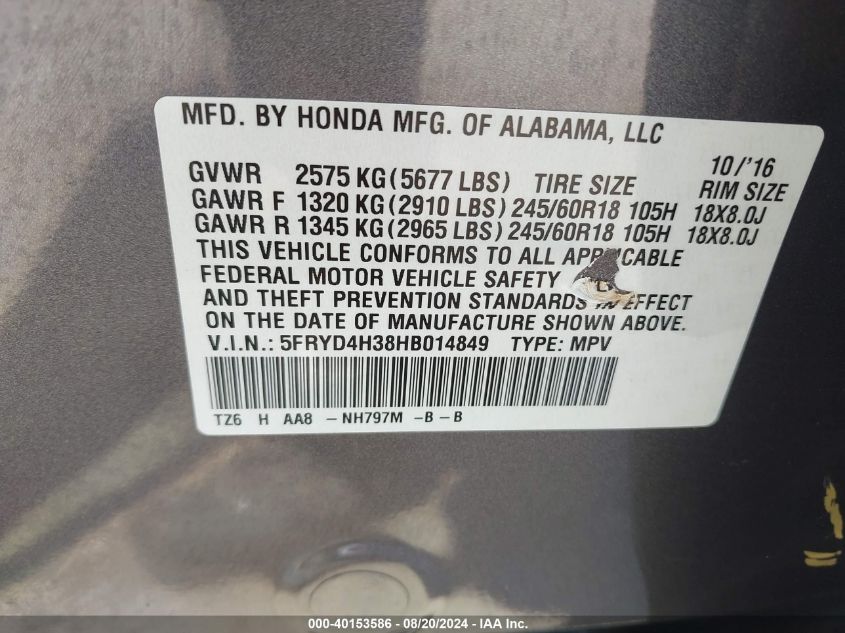 MFD. BY HONDA MFG. OF ALABAMA, LLC
10/'16
GVWR 2575 KG(5677 LBS) TIRE SIZE RIM SIZE
GAWR F 1320 KG(2910 LBS) 245/60R18 105H 18X8.0J
GAWR R 1345 KG(2965 LBS) 245/60R18 105H 18X8.0J
THIS VEHICLE CONFORMS TO ALL
FEDERAL MOTOR VEHICLE SAFETY
AND THEFT PREVENTION STANDARDS EFFECT
ON THE DATE OF MANUFACTURE SHOWN ABOVE.
V.I.N.: 5FRYD4H38HB014849 TYPE: MPV
TZ6 H AA8 -NH797M -B-B
000-40153586 - 08/20/2024 - IAA Inc.